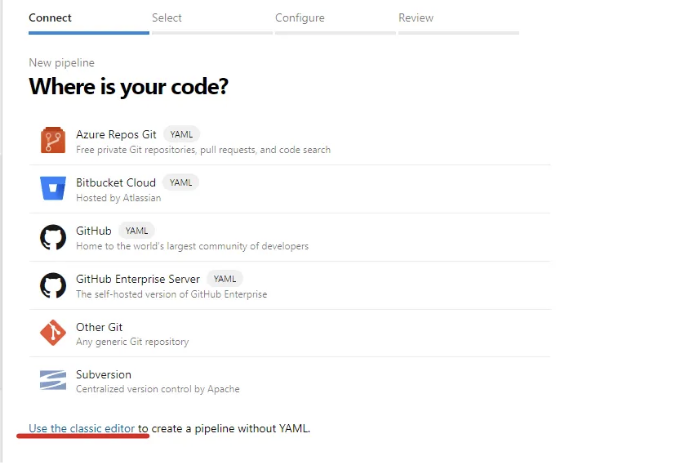 Connect Select Configure Review
New pipeline
Where is your code?
Azure Repos Git YAML
Free private Git repositories, pull requests, and code search
Bitbucket Cloud YAML
Hosted by Atlassian
GitHub YAML
Home to the world's largest community of developers
GitHub Enterprise Server YAML
The self-hosted version of GitHub Enterprise
Other Git
Any generic Git repository
Subversion
Centralized version control by Apache
Use the classic editor to create a pipeline without YAML.